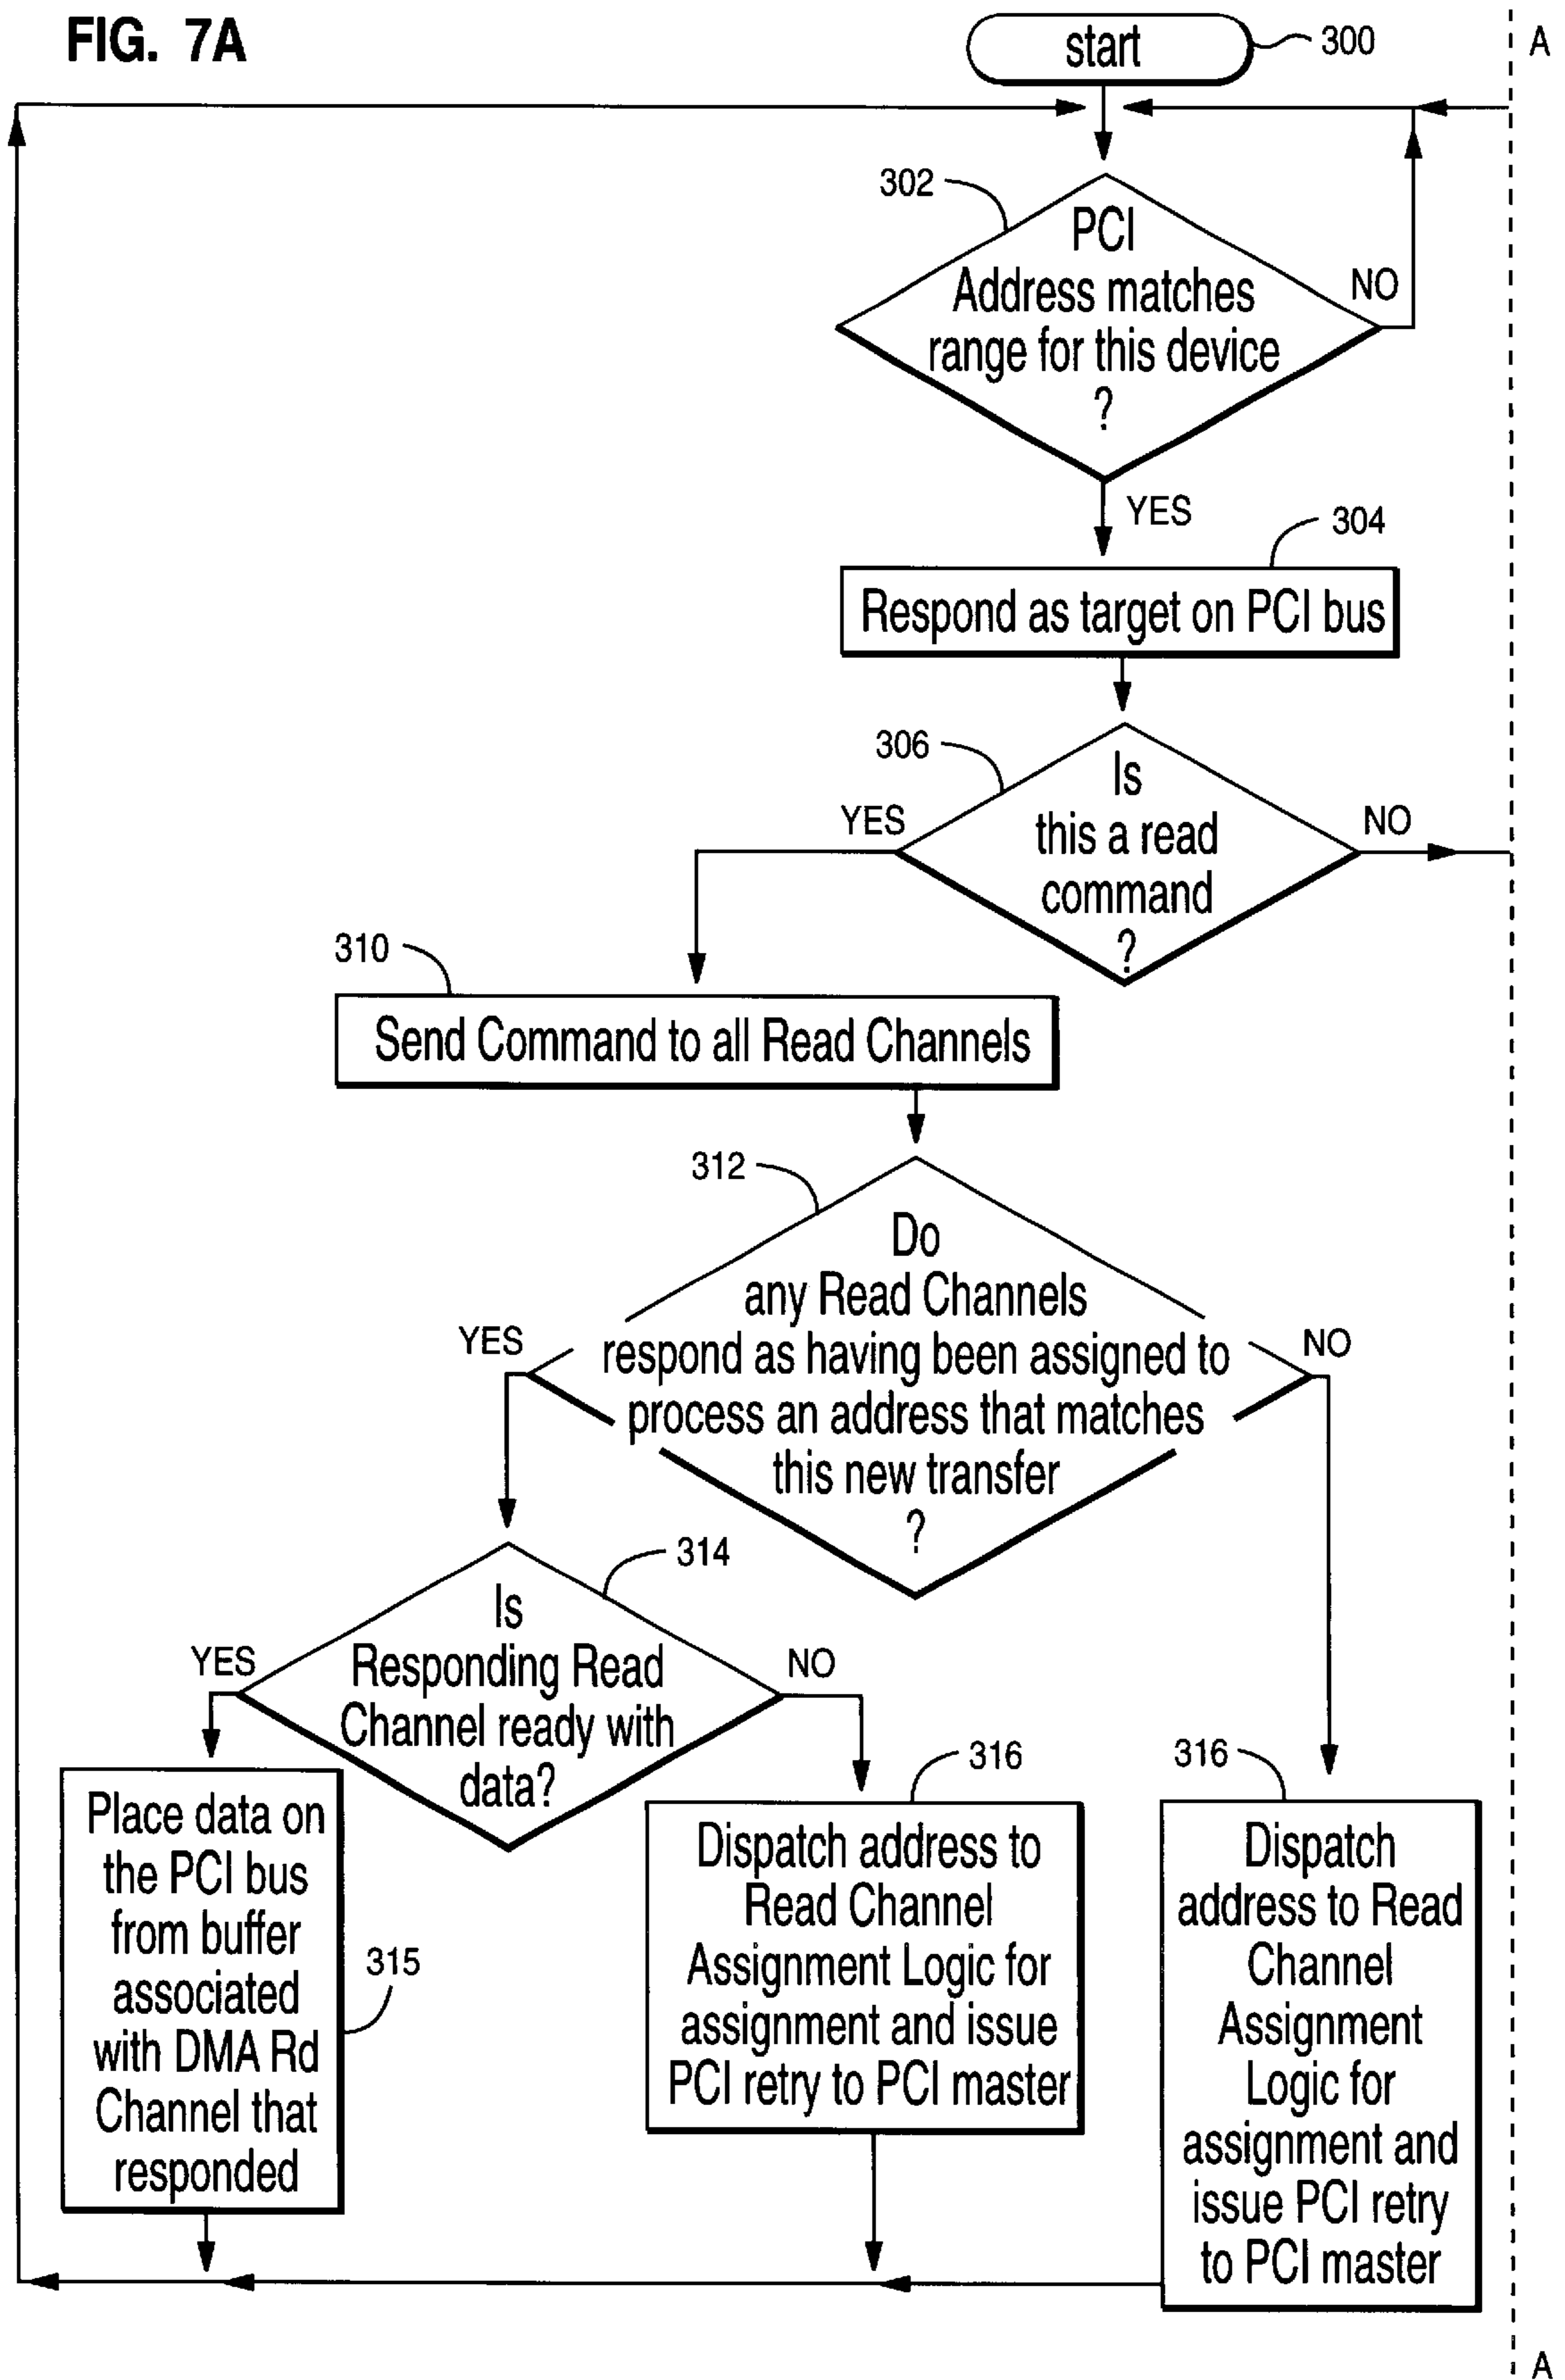 FIG. 7A
start
300
A
302
PCI
Address matches
range for this device
?
NO
YES
304
Respond as target on PCI bus
306
Is
this a read
command
?
YES
NO
310
Send Command to all Read Channels
312
Do
any Read Channels
respond as having been assigned to
process an address that matches
this new transfer
?
YES
NO
314
Is
Responding Read
Channel ready with
data?
YES
NO
Place data on
the PCI bus
from buffer
associated
with DMA Rd
Channel that
responded
315
316
Dispatch address to
Read Channel
Assignment Logic for
assignment and issue
PCI retry to PCI master
316
Dispatch
address to Read
Channel
Assignment
Logic for
assignment and
issue PCI retry
to PCI master
A